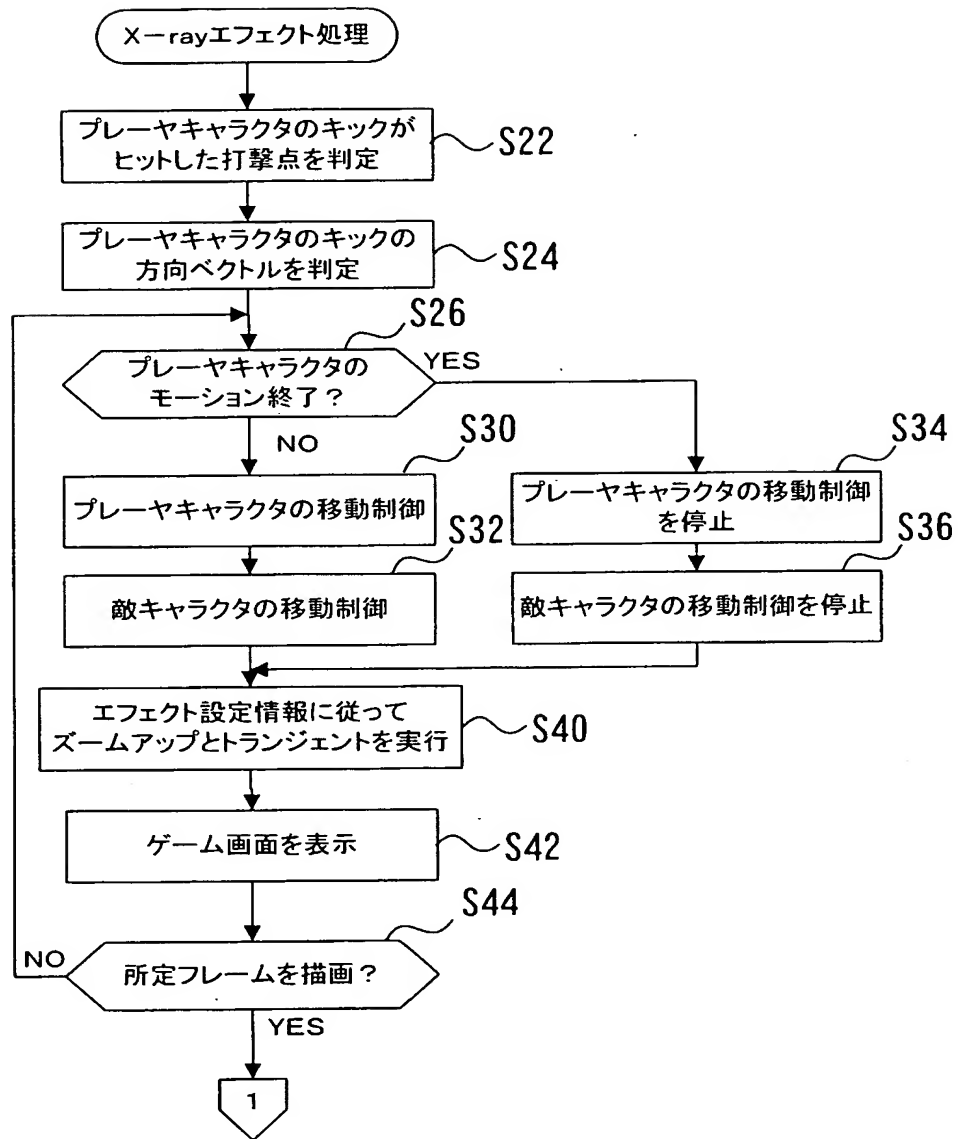 X-rayエフェクト処理
プレーヤキャラクタのキックが
ヒットした打撃点を判定
S22
プレーヤキャラクタのキックの
方向ベクトルを判定
S24
S26
プレーヤキャラクタの
モーション終了?
YES
NO
S30
プレーヤキャラクタの移動制御
S34
プレーヤキャラクタの移動制御
を停止
S32
敵キャラクタの移動制御
S36
敵キャラクタの移動制御を停止
エフェクト設定情報に従って
ズームアップとトランジェントを実行
S40
ゲーム画面を表示
S42
S44
所定フレームを描画?
NO
YES
1